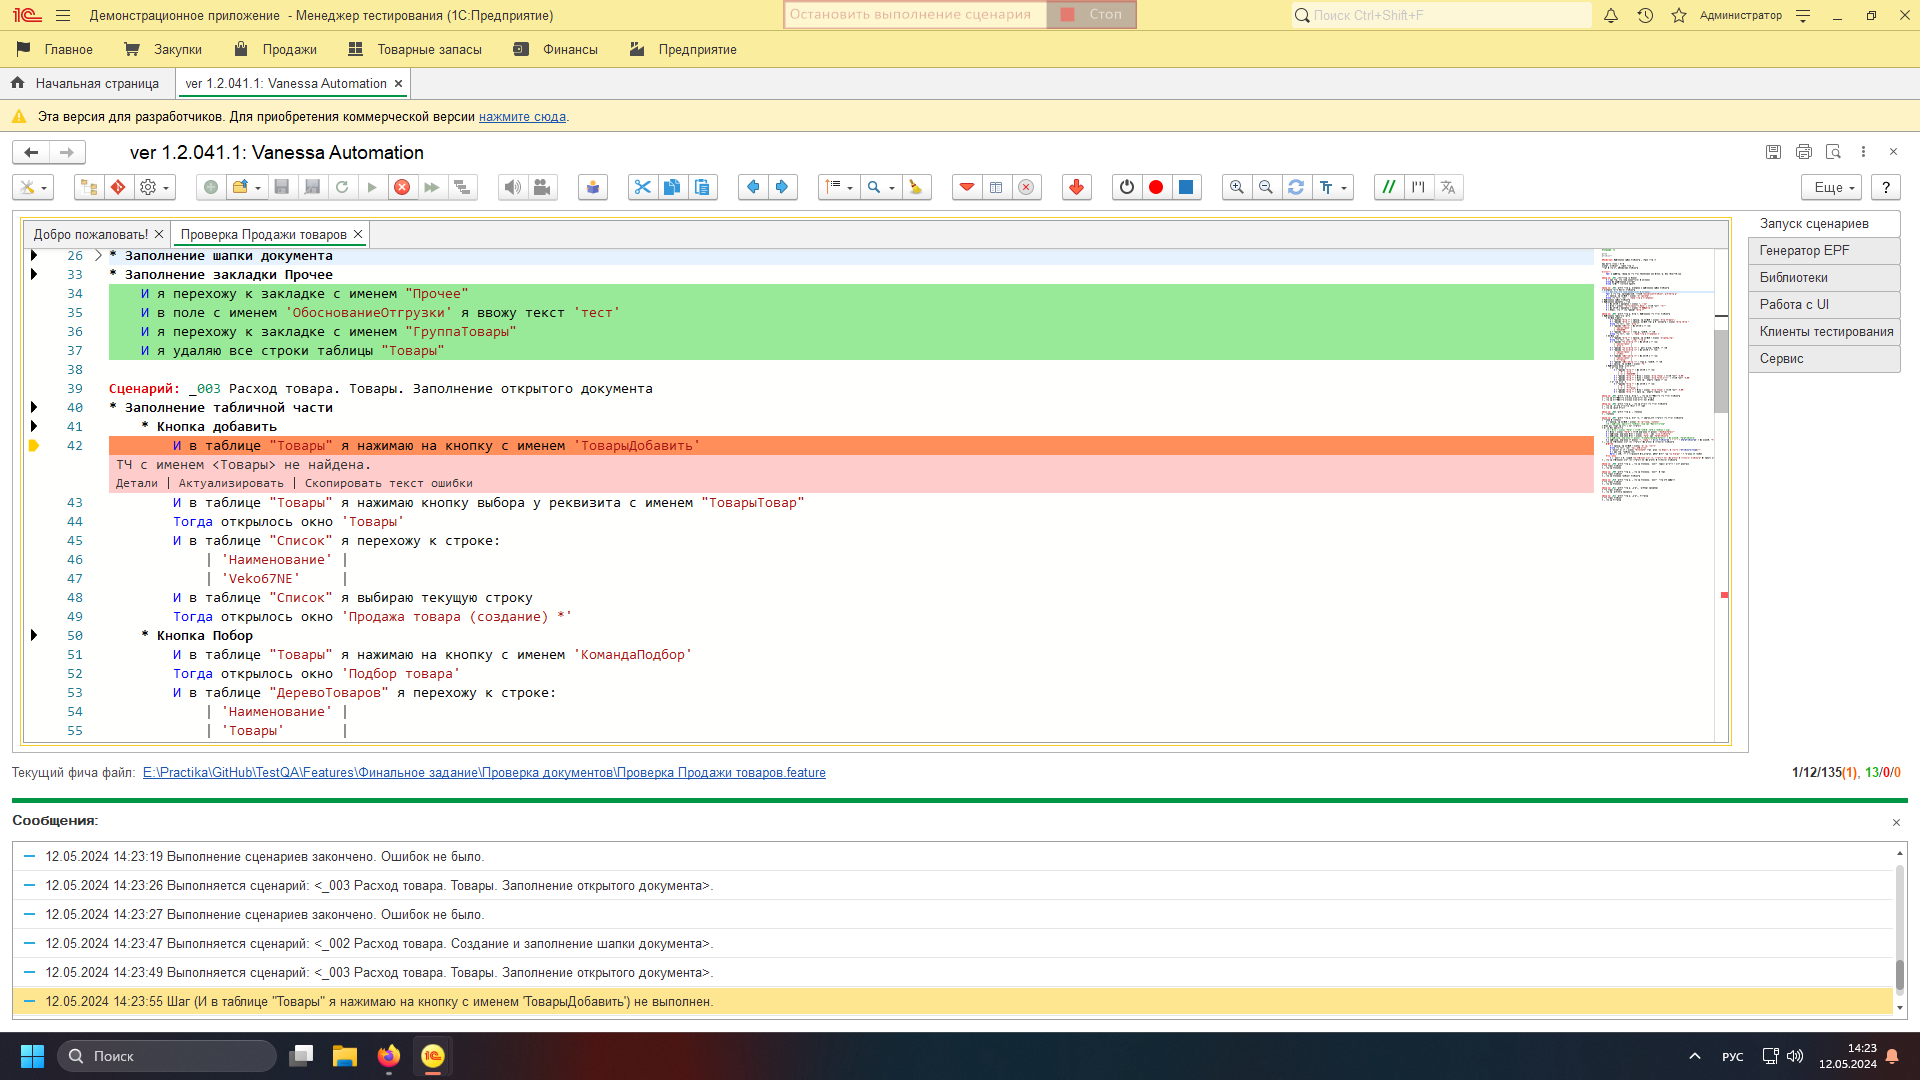 Демонстрационное приложение - Менеджер тестирования (1С:Предприятие)
Остановить выполнение сценария
Стоп
Поиск Ctrl+Shift+F
Администратор
Главное
Закупки
Продажи
Товарные запасы
Финансы
Предприятие
Начальная страница
ver 1.2.041.1: Vanessa Automation
Эта версия для разработчиков. Для приобретения коммерческой версии нажмите сюда.
ver 1.2.041.1: Vanessa Automation
Еще
?
Добро пожаловать!
Проверка Продажи товаров
26 * Заполнение шапки документа
33 * Заполнение закладки Прочее
34 И я перехожу к закладке с именем "Прочее"
35 И в поле с именем 'ОбоснованиеОтгрузки' я ввожу текст 'тест'
36 И я перехожу к закладке с именем "ГруппаТовары"
37 И я удаляю все строки таблицы "Товары"
38
39 Сценарий: _003 Расход товара. Товары. Заполнение открытого документа
40 * Заполнение табличной части
41 * Кнопка добавить
42 И в таблице "Товары" я нажимаю на кнопку с именем 'ТоварыДобавить'
ТЧ с именем <Товары> не найдена.
Детали | Актуализировать | Скопировать текст ошибки
43 И в таблице "Товары" я нажимаю кнопку выбора у реквизита с именем "ТоварыТовар"
44 Тогда открылось окно 'Товары'
45 И в таблице "Список" я перехожу к строке:
46 | 'Наименование' |
47 | 'Veko67NE' |
48 И в таблице "Список" я выбираю текущую строку
49 Тогда открылось окно 'Продажа товара (создание) *'
50 * Кнопка Побор
51 И в таблице "Товары" я нажимаю на кнопку с именем 'КомандаПодбор'
52 Тогда открылось окно 'Подбор товара'
53 И в таблице "ДеревоТоваров" я перехожу к строке:
54 | 'Наименование' |
55 | 'Товары' |
Запуск сценариев
Генератор EPF
Библиотеки
Работа с UI
Клиенты тестирования
Сервис
Текущий фича файл: E:\Practika\GitHub\TestQA\Features\Финальное задание\Проверка документов\Проверка Продажи товаров.feature
1/12/135(1), 13/0/0
Сообщения:
12.05.2024 14:23:19 Выполнение сценариев закончено. Ошибок не было.
12.05.2024 14:23:26 Выполняется сценарий: <_003 Расход товара. Товары. Заполнение открытого документа>.
12.05.2024 14:23:27 Выполнение сценариев закончено. Ошибок не было.
12.05.2024 14:23:47 Выполняется сценарий: <_002 Расход товара. Создание и заполнение шапки документа>.
12.05.2024 14:23:49 Выполняется сценарий: <_003 Расход товара. Товары. Заполнение открытого документа>.
12.05.2024 14:23:55 Шаг (И в таблице "Товары" я нажимаю на кнопку с именем 'ТоварыДобавить') не выполнен.
Поиск
РУС
14:23
12.05.2024